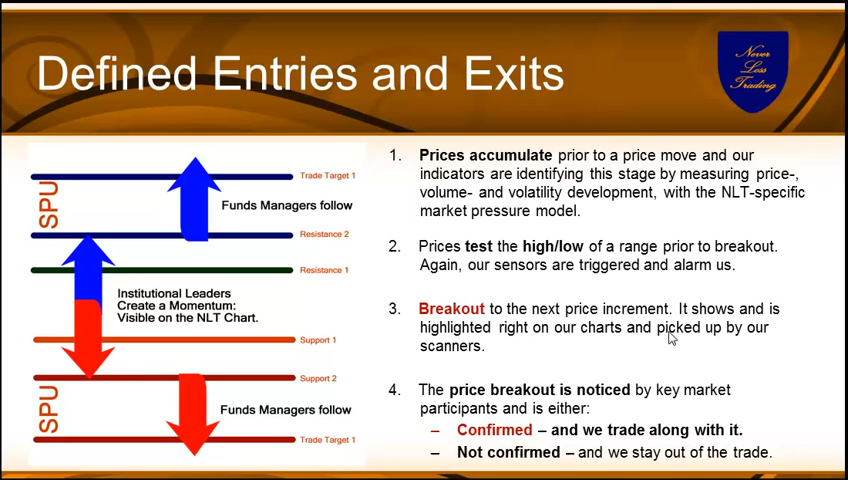 Defined Entries and Exits
Never
Loss
Trading
SPU
Trade Target 1
Funds Managers follow
Resistance 2
Resistance 1
Institutional Leaders
Create a Momentum:
Visible on the NLT Chart.
Support 1
Support 2
SPU
Funds Managers follow
Trade Target 1
1. Prices accumulate prior to a price move and our
indicators are identifying this stage by measuring price-,
volume- and volatility development, with the NLT-specific
market pressure model.
2. Prices test the high/low of a range prior to breakout.
Again, our sensors are triggered and alarm us.
3. Breakout to the next price increment. It shows and is
highlighted right on our charts and picked up by our
scanners.
4. The price breakout is noticed by key market
participants and is either:
– Confirmed – and we trade along with it.
– Not confirmed – and we stay out of the trade.